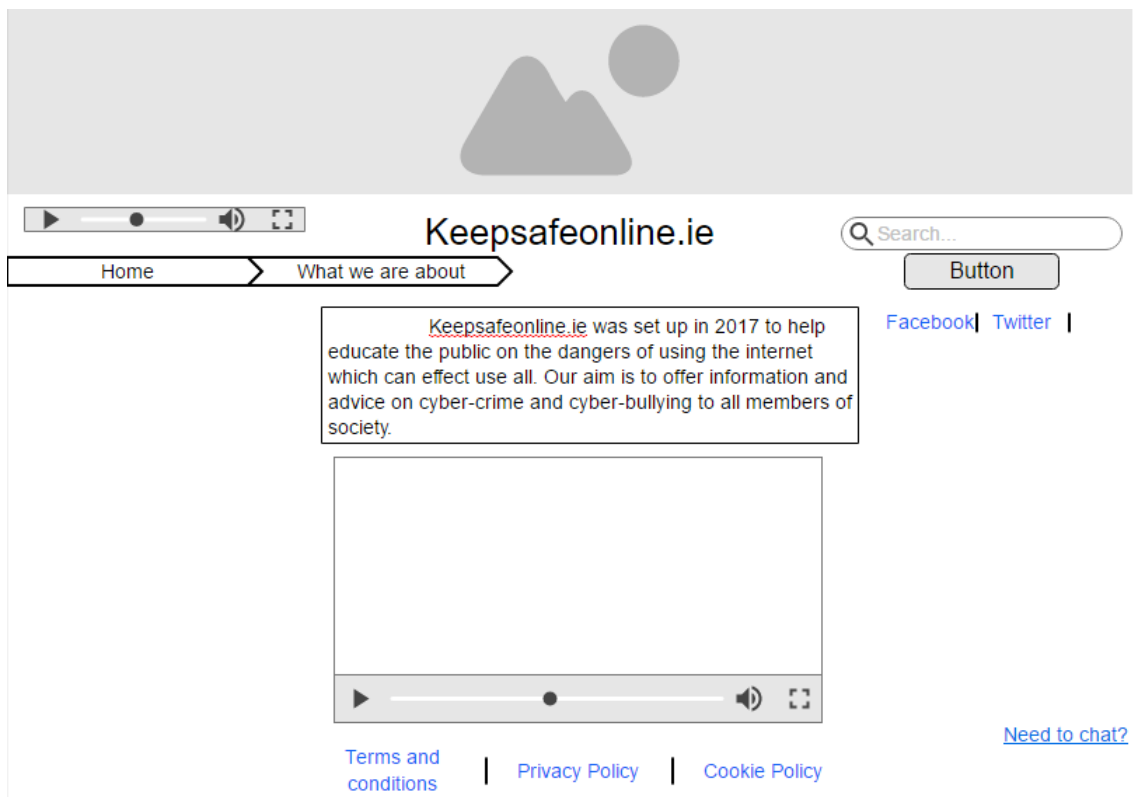 Keepsafeonline.ie
Search...
Home
What we are about
Button
Keepsafeonline.ie was set up in 2017 to help
educate the public on the dangers of using the internet
which can effect use all. Our aim is to offer information and
advice on cyber-crime and cyber-bullying to all members of
society.
Facebook
Twitter
Need to chat?
Terms and
conditions
Privacy Policy
Cookie Policy